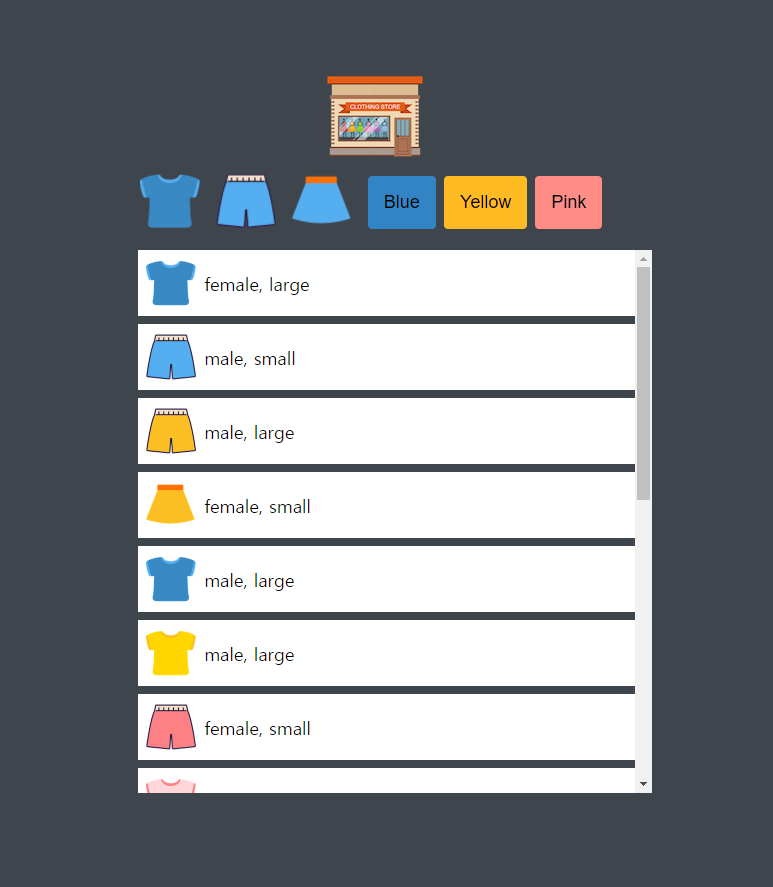 CLOTHING STORE
Blue
Yellow
Pink
female, large
male, small
male, large
female, small
male, large
male, large
female, small